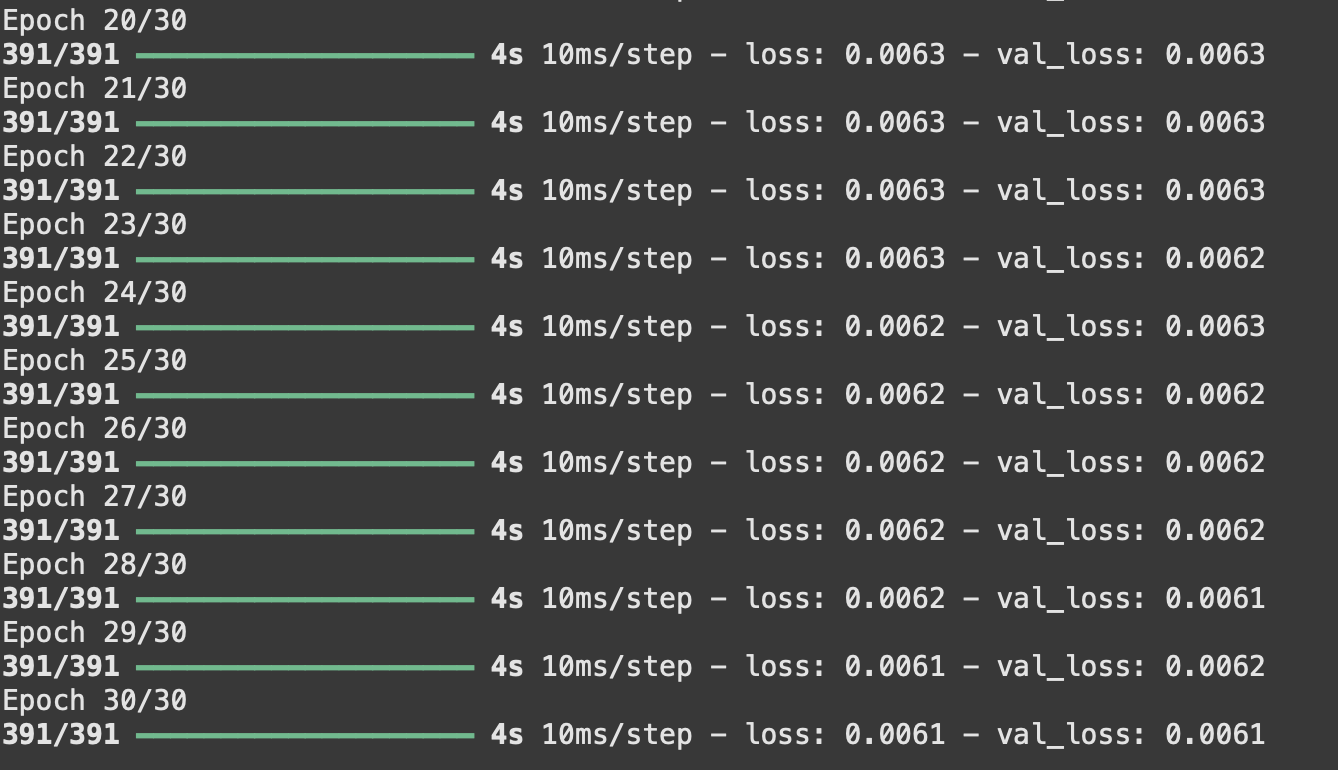 Epoch 20/30
391/391 ━━━━━━━━━━━━━━━━━━━━ 4s 10ms/step – loss: 0.0063 – val_loss: 0.0063
Epoch 21/30
391/391 ━━━━━━━━━━━━━━━━━━━━ 4s 10ms/step – loss: 0.0063 – val_loss: 0.0063
Epoch 22/30
391/391 ━━━━━━━━━━━━━━━━━━━━ 4s 10ms/step – loss: 0.0063 – val_loss: 0.0063
Epoch 23/30
391/391 ━━━━━━━━━━━━━━━━━━━━ 4s 10ms/step – loss: 0.0063 – val_loss: 0.0062
Epoch 24/30
391/391 ━━━━━━━━━━━━━━━━━━━━ 4s 10ms/step – loss: 0.0062 – val_loss: 0.0063
Epoch 25/30
391/391 ━━━━━━━━━━━━━━━━━━━━ 4s 10ms/step – loss: 0.0062 – val_loss: 0.0062
Epoch 26/30
391/391 ━━━━━━━━━━━━━━━━━━━━ 4s 10ms/step – loss: 0.0062 – val_loss: 0.0062
Epoch 27/30
391/391 ━━━━━━━━━━━━━━━━━━━━ 4s 10ms/step – loss: 0.0062 – val_loss: 0.0062
Epoch 28/30
391/391 ━━━━━━━━━━━━━━━━━━━━ 4s 10ms/step – loss: 0.0062 – val_loss: 0.0061
Epoch 29/30
391/391 ━━━━━━━━━━━━━━━━━━━━ 4s 10ms/step – loss: 0.0061 – val_loss: 0.0062
Epoch 30/30
391/391 ━━━━━━━━━━━━━━━━━━━━ 4s 10ms/step – loss: 0.0061 – val_loss: 0.0061